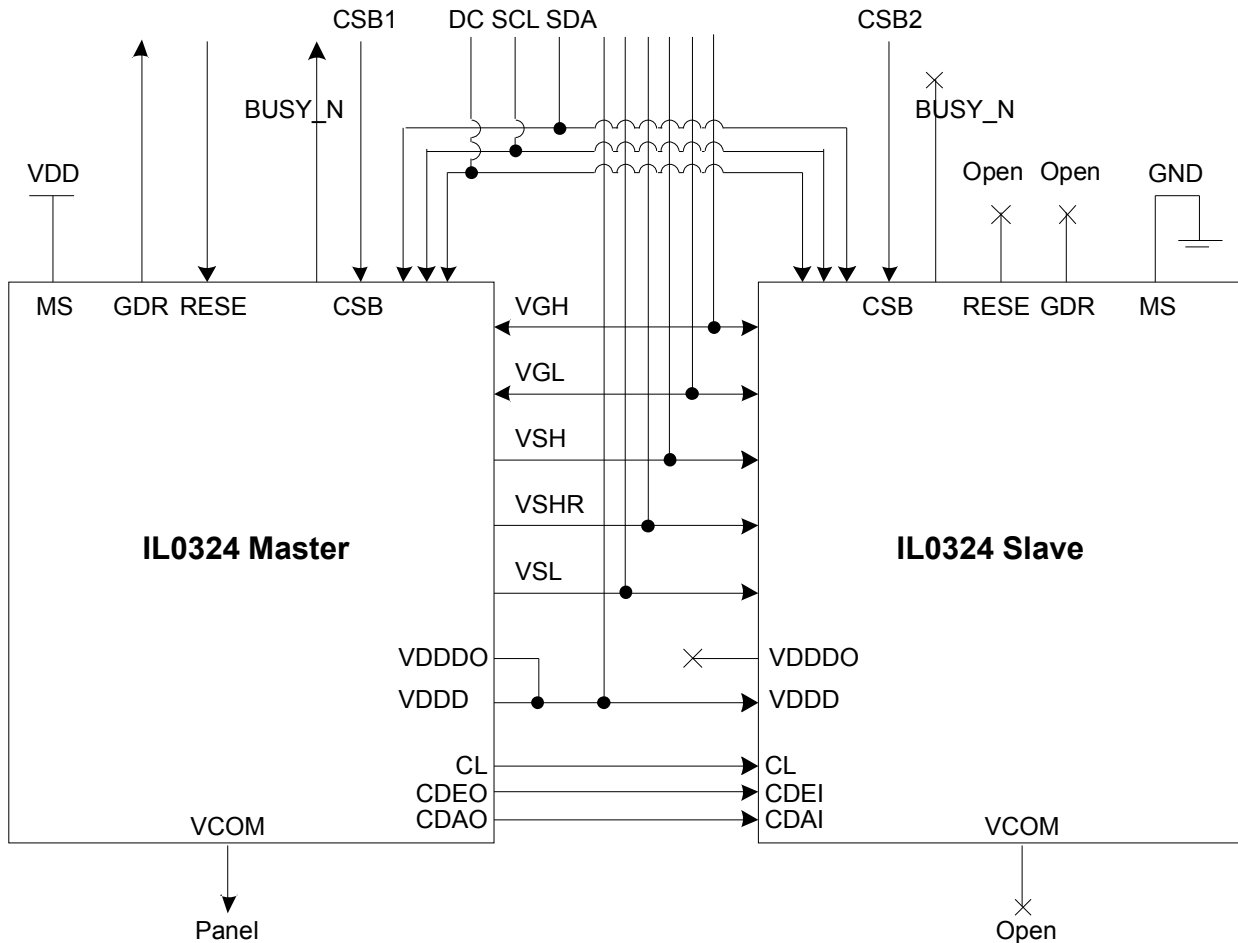 CSB1 DC SCL SDA CSB2
BUSY_N BUSY_N
VDD Open Open GND
MS GDR RESE CSB VGH CSB RESE GDR MS
VGL
VSH
VSHR
IL0324 Master IL0324 Slave
VSL
VDDDO VDDDO
VDDD VDDD
CL CL
CDEO CDEI
CDAO CDAI
VCOM VCOM
Panel Open